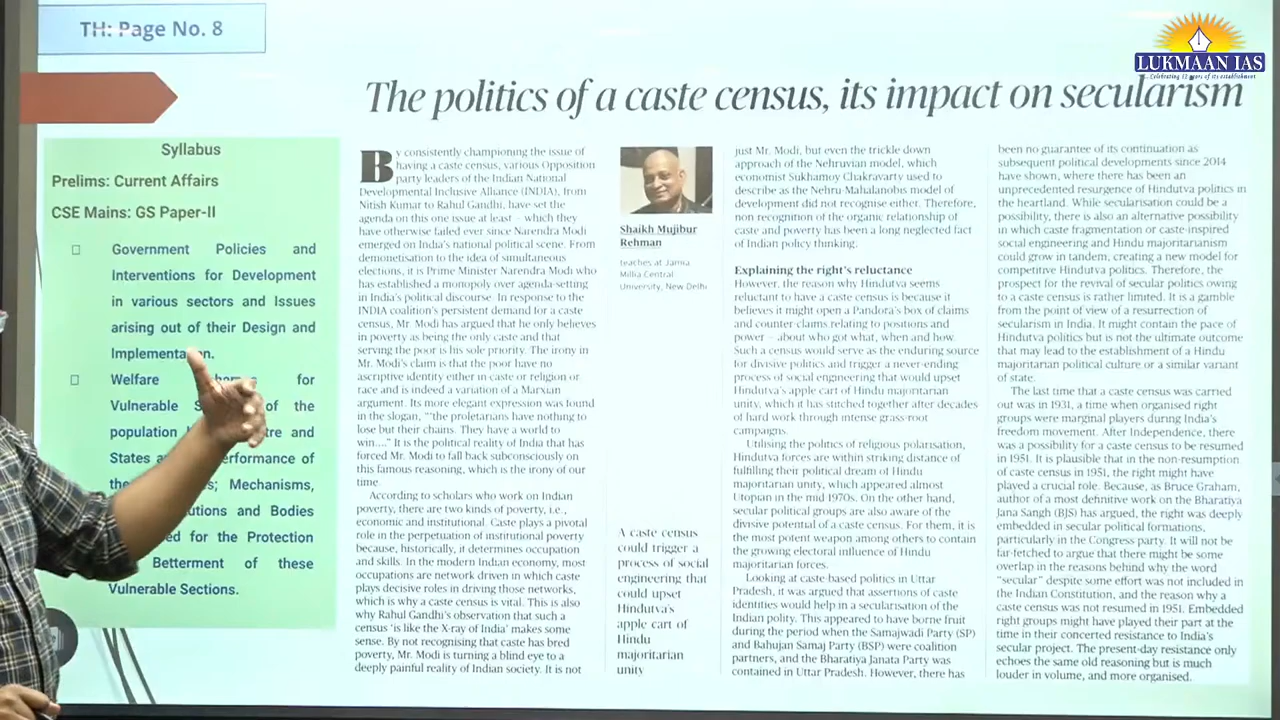 TH: Page No. 8
LUKMAAN IAS
The politics of a caste census, its impact on secularism
Syllabus
Prelims: Current Affairs
CSE Mains: GS Paper-II
Government Policies and
Interventions for Development
in various sectors and Issues
arising out of their Design and
Welfare for
Vulnerable of the
population and
States
Mechanisms,
and Bodies
for the Protection
Betterment of these
Vulnerable Sections.
By consistently championing the issue of
having a caste census, various Opposition
party leaders of the Indian National
Developmental Inclusive Alliance (INDIA), from
Nitish Kumar to Rahul Gandhi, have set the
agenda on this one issue at least – which they
have otherwise failed ever since Narendra Modi
emerged on India's national political scene. From
demonetisation to the idea of simultaneous
elections, it is Prime Minister Narendra Modi who
has established a monopoly over agenda-setting
in India's political discourse. In response to the
INDIA coalition's persistent demand for a caste
census, Mr. Modi has argued that he only believes
in poverty as being the only caste and that
serving the poor is his sole priority. The irony in
Mr. Modi's claim is that the poor have no
ascriptive identity either in caste or religion or
race and is indeed a variation of a Marxian
argument. Its more elegant expression was found
in the slogan, "the proletarians have nothing to
lose but their chains. They have a world to
win...." It is the political reality of India that has
forced Mr. Modi to fall back subconsciously on
this famous reasoning, which is the irony of our
time.
According to scholars who work on Indian
poverty, there are two kinds of poverty, i.e.,
economic and institutional. Caste plays a pivotal
role in the perpetuation of institutional poverty
because, historically, it determines occupation
and skills. In the modern Indian economy, most
occupations are network driven in which caste
plays decisive roles in driving those networks,
which is why a caste census is vital. This is also
why Rahul Gandhi's observation that such a
census 'is like the X-ray of India' makes some
sense. By not recognising that caste has bred
poverty, Mr. Modi is turning a blind eye to a
deeply painful reality of Indian society. It is not
Shaikh Mujibur
Rehman
teaches at Jamia
Millia Central
University, New Delhi
A caste census
could trigger a
process of social
engineering that
could upset
Hindutva's
apple cart of
Hindu
majoritarian
unity
just Mr. Modi, but even the trickle down
approach of the Nehruvian model, which
economist Sukhamoy Chakravarty used to
describe as the Nehru-Mahalanobis model of
development did not recognise either. Therefore,
non recognition of the organic relationship of
caste and poverty has been a long neglected fact
of Indian policy thinking.
Explaining the right's reluctance
However, the reason why Hindutva seems
reluctant to have a caste census is because it
believes it might open a Pandora's box of claims
and counter claims relating to positions and
power – about who got what, when and how.
Such a census would serve as the enduring source
for divisive politics and trigger a never-ending
process of social engineering that would upset
Hindutva's apple cart of Hindu majoritarian
unity, which it has stitched together after decades
of hard work through intense grass-root
campaigns.
Utilising the politics of religious polarisation,
Hindutva forces are within striking distance of
fulfilling their political dream of Hindu
majoritarian unity, which appeared almost
Utopian in the mid 1970s. On the other hand,
secular political groups are also aware of the
divisive potential of a caste census. For them, it is
the most potent weapon among others to contain
the growing electoral influence of Hindu
majoritarian forces.
Looking at caste based politics in Uttar
Pradesh, it was argued that assertions of caste
identities would help in a secularisation of the
Indian polity. This appeared to have borne fruit
during the period when the Samajwadi Party (SP)
and Bahujan Samaj Party (BSP) were coalition
partners, and the Bharatiya Janata Party was
contained in Uttar Pradesh. However, there has
been no guarantee of its continuation as
subsequent political developments since 2014
have shown, where there has been an
unprecedented resurgence of Hindutva politics in
the heartland. While secularisation could be a
possibility, there is also an alternative possibility
in which caste fragmentation or caste-inspired
social engineering and Hindu majoritarianism
could grow in tandem, creating a new model for
competitive Hindutva politics. Therefore, the
prospect for the revival of secular politics owing
to a caste census is rather limited. It is a gamble
from the point of view of a resurrection of
secularism in India. It might contain the pace of
Hindutva politics but is not the ultimate outcome
that may lead to the establishment of a Hindu
majoritarian political culture or a similar variant
of state.
The last time that a caste census was carried
out was in 1931, a time when organised right
groups were marginal players during India's
freedom movement. After Independence, there
was a possibility for a caste census to be resumed
in 1951. It is plausible that in the non-resumption
of caste census in 1951, the right might have
played a crucial role. Because, as Bruce Graham,
author of a most definitive work on the Bharatiya
Jana Sangh (BJS) has argued, the right was deeply
embedded in secular political formations,
particularly in the Congress party. It will not be
far-fetched to argue that there might be some
overlap in the reasons behind why the word
"secular" despite some effort was not included in
the Indian Constitution, and the reason why a
caste census was not resumed in 1951. Embedded
right groups might have played their part at the
time in their concerted resistance to India's
secular project. The present-day resistance only
echoes the same old reasoning but is much
louder in volume, and more organised.